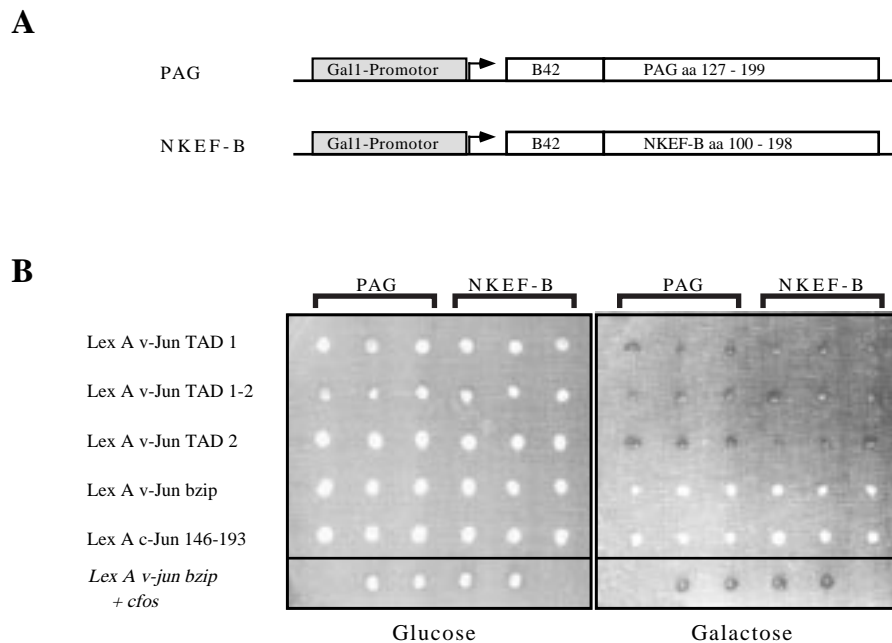 A
PAG
Gal1-Promotor
B42
PAG aa 127 - 199
NKEF-B
Gal1-Promotor
B42
NKEF-B aa 100 - 198
B
PAG
NKEF-B
PAG
NKEF-B
Lex A v-Jun TAD 1
Lex A v-Jun TAD 1-2
Lex A v-Jun TAD 2
Lex A v-Jun bzip
Lex A c-Jun 146-193
Lex A v-jun bzip
+ cfos
Glucose
Galactose